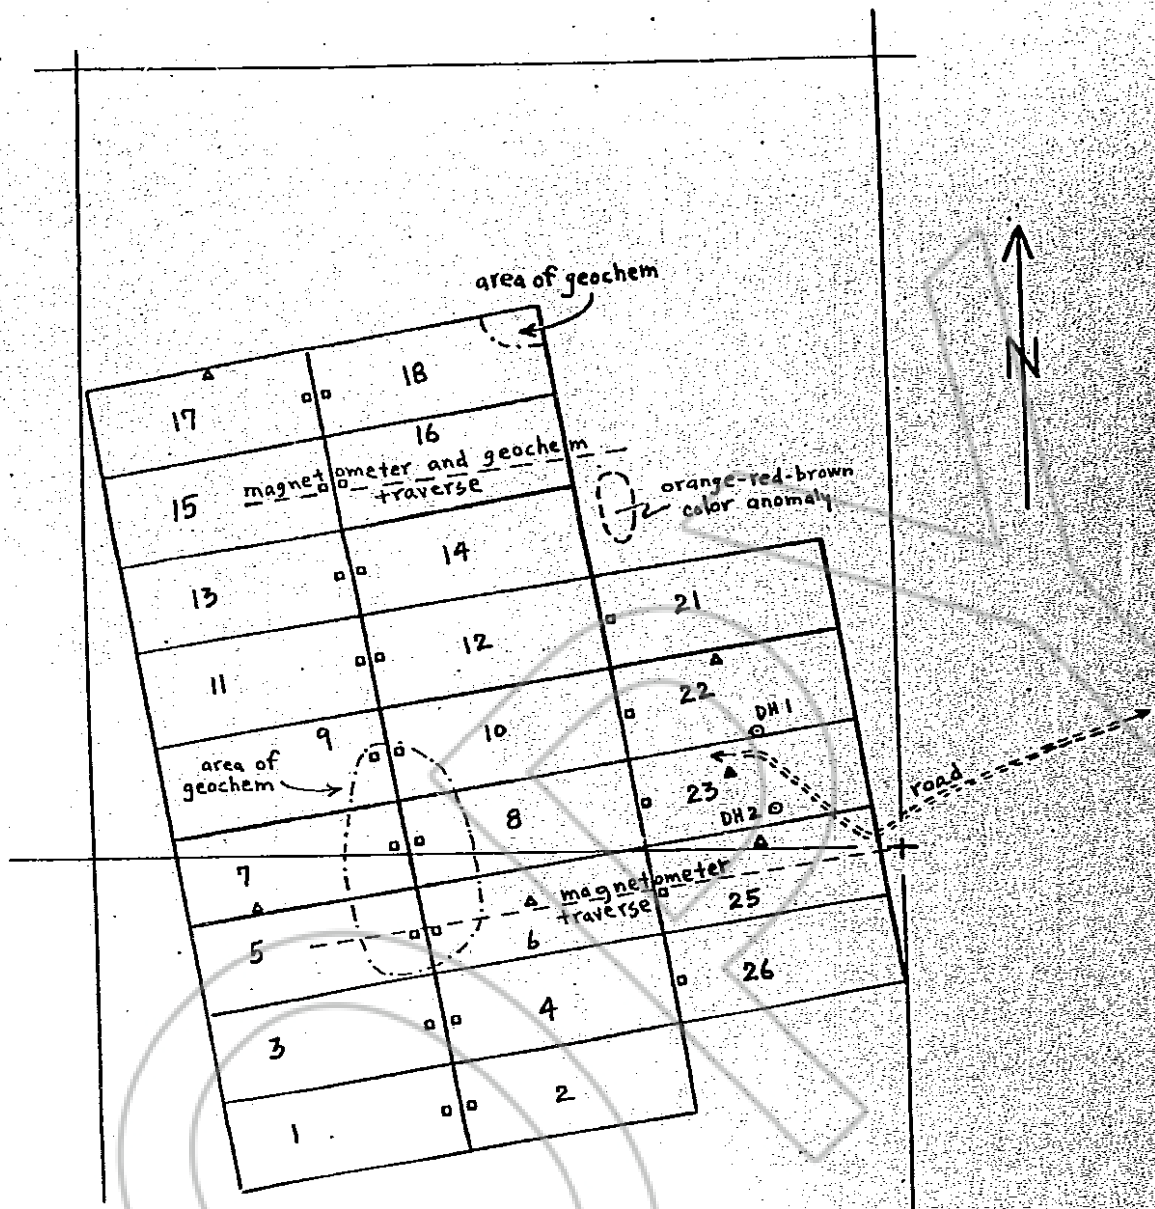 area of geochem
N
17
18
16
magnetometer and geochem
traverse
15
orange-red-brown
color anomaly
14
13
21
12
11
22
DH 1
9
10
area of
geochem
road
23
DH 2
8
7
magnetometer
traverse
25
5
6
26
4
3
2
1